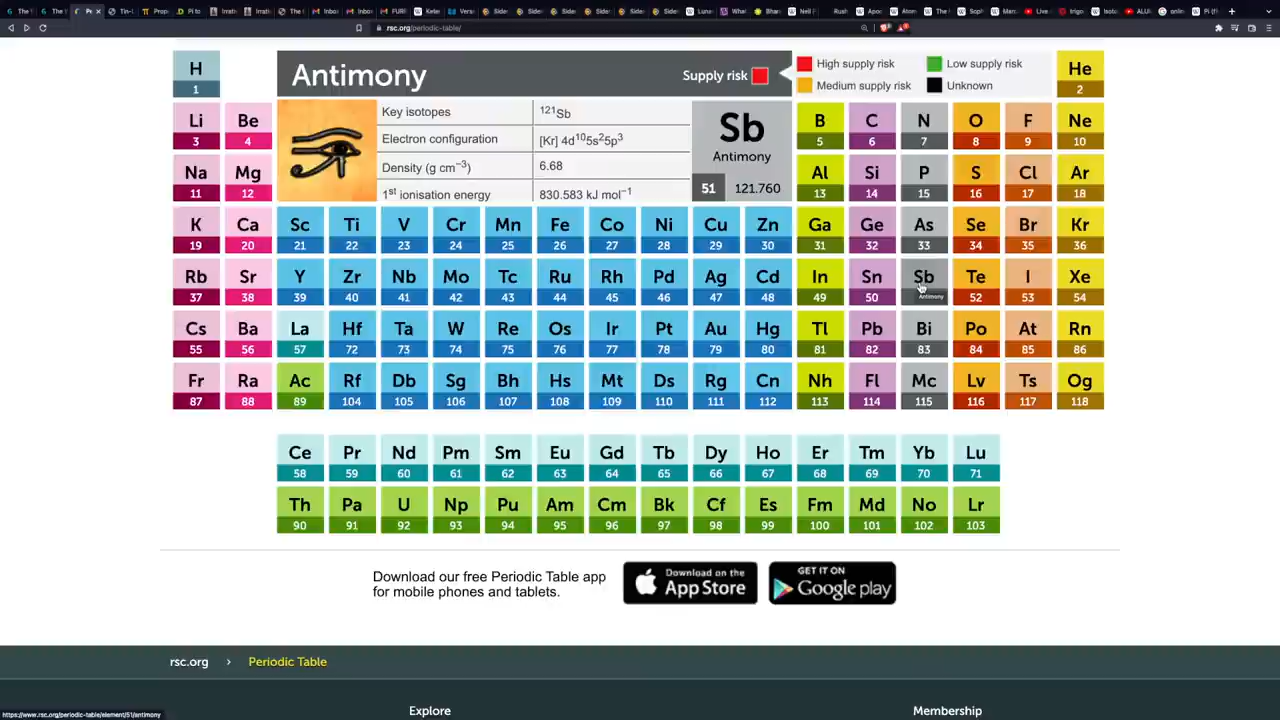 rsc.org/periodic-table/
Antimony
Supply risk
High supply risk
Low supply risk
Medium supply risk
Unknown
Key isotopes ¹²¹Sb
Electron configuration [Kr] 4d¹⁰5s²5p³
Density (g cm⁻³) 6.68
1ˢᵗ ionisation energy 830.583 kJ mol⁻¹
Sb
Antimony
51 121.760
H He
1 2
Li Be B C N O F Ne
3 4 5 6 7 8 9 10
Na Mg Al Si P S Cl Ar
11 12 13 14 15 16 17 18
K Ca Sc Ti V Cr Mn Fe Co Ni Cu Zn Ga Ge As Se Br Kr
19 20 21 22 23 24 25 26 27 28 29 30 31 32 33 34 35 36
Rb Sr Y Zr Nb Mo Tc Ru Rh Pd Ag Cd In Sn Sb Te I Xe
37 38 39 40 41 42 43 44 45 46 47 48 49 50 Antimony 52 53 54
Cs Ba La Hf Ta W Re Os Ir Pt Au Hg Tl Pb Bi Po At Rn
55 56 57 72 73 74 75 76 77 78 79 80 81 82 83 84 85 86
Fr Ra Ac Rf Db Sg Bh Hs Mt Ds Rg Cn Nh Fl Mc Lv Ts Og
87 88 89 104 105 106 107 108 109 110 111 112 113 114 115 116 117 118
Ce Pr Nd Pm Sm Eu Gd Tb Dy Ho Er Tm Yb Lu
58 59 60 61 62 63 64 65 66 67 68 69 70 71
Th Pa U Np Pu Am Cm Bk Cf Es Fm Md No Lr
90 91 92 93 94 95 96 97 98 99 100 101 102 103
Download our free Periodic Table app
for mobile phones and tablets.
Download on the
App Store
GET IT ON
Google play
rsc.org › Periodic Table
Explore
Membership
https://www.rsc.org/periodic-table/element/51/antimony